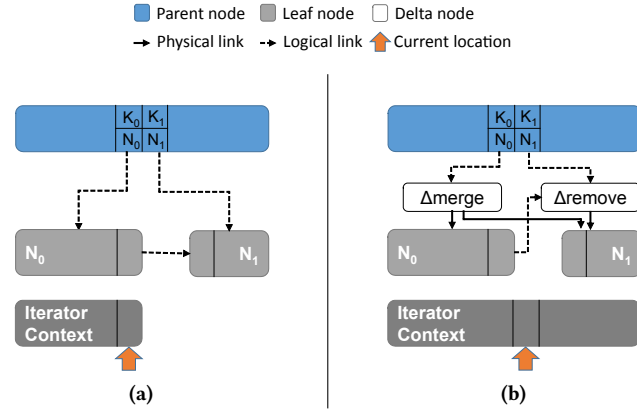 Parent node Leaf node Delta node
Physical link Logical link Current location
K₀ K₁
N₀ N₁
N₀ N₁
Iterator
Context
(a)
K₀ K₁
N₀ N₁
Δmerge Δremove
N₀ N₁
Iterator
Context
(b)